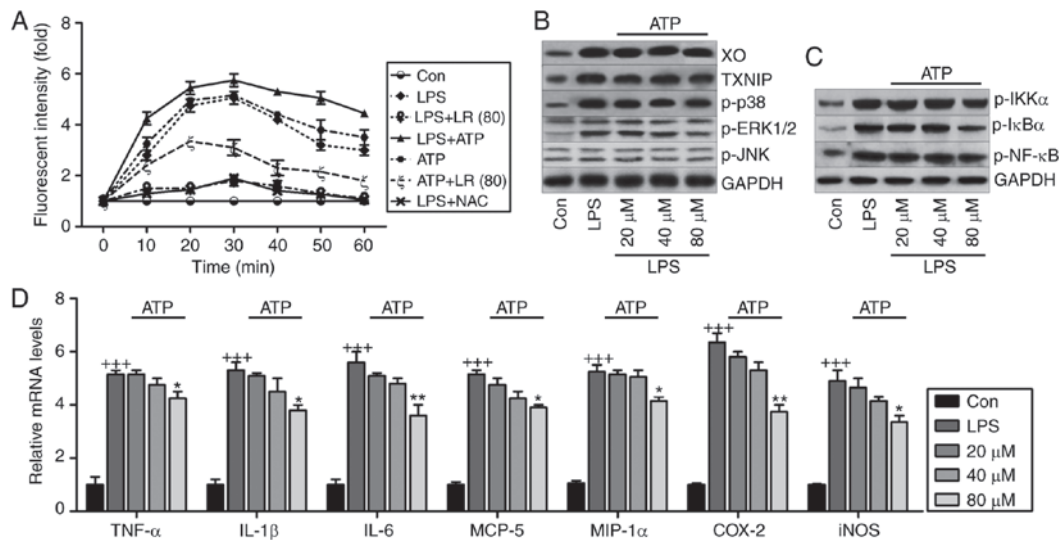 A
Fluorescent intensity (fold)
8
6
4
2
0
0 10 20 30 40 50 60
Time (min)
Con
LPS
LPS+LR (80)
LPS+ATP
ATP
ATP+LR (80)
LPS+NAC
B
ATP
XO
TXNIP
p-p38
p-ERK1/2
p-JNK
GAPDH
Con LPS 20 μM 40 μM 80 μM
LPS
C
ATP
p-IKKα
p-IκBα
p-NF-κB
GAPDH
Con LPS 20 μM 40 μM 80 μM
LPS
D
Relative mRNA levels
8
6
4
2
0
ATP ATP ATP ATP ATP ATP ATP
+++ * +++ * +++ ** +++ * +++ * +++ ** +++ *
TNF-α IL-1β IL-6 MCP-5 MIP-1α COX-2 iNOS
Con
LPS
20 μM
40 μM
80 μM